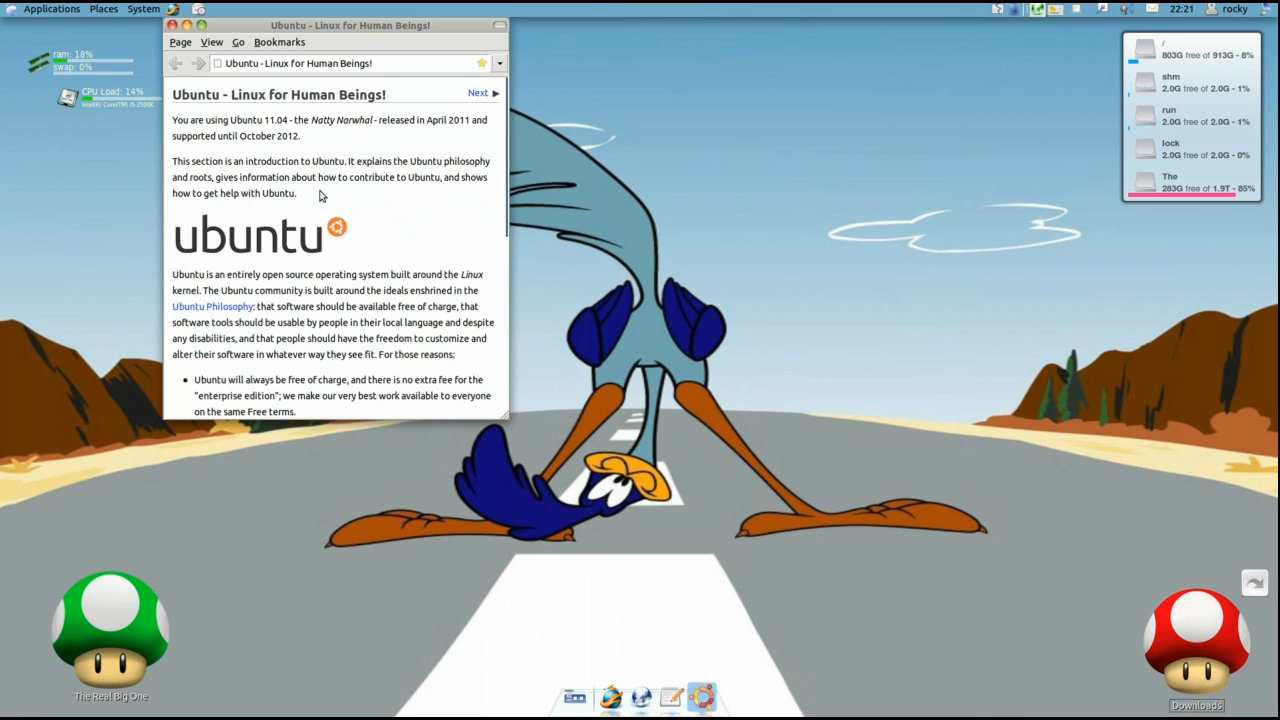 Applications Places System
22:21 rocky
ram: 18%
swap: 0%
CPU Load: 14%
Intel(R) Core(TM) i5-2500K
Ubuntu - Linux for Human Beings!
Page View Go Bookmarks
Ubuntu - Linux for Human Beings!
Ubuntu - Linux for Human Beings!
Next
You are using Ubuntu 11.04 - the Natty Narwhal - released in April 2011 and
supported until October 2012.
This section is an introduction to Ubuntu. It explains the Ubuntu philosophy
and roots, gives information about how to contribute to Ubuntu, and shows
how to get help with Ubuntu.
ubuntu
Ubuntu is an entirely open source operating system built around the Linux
kernel. The Ubuntu community is built around the ideals enshrined in the
Ubuntu Philosophy: that software should be available free of charge, that
software tools should be usable by people in their local language and despite
any disabilities, and that people should have the freedom to customize and
alter their software in whatever way they see fit. For those reasons:
• Ubuntu will always be free of charge, and there is no extra fee for the
"enterprise edition"; we make our very best work available to everyone
on the same Free terms.
/
803G free of 913G - 8%
shm
2.0G free of 2.0G - 1%
run
2.0G free of 2.0G - 1%
lock
2.0G free of 2.0G - 0%
The
283G free of 1.9T - 85%
The Real Big One
Downloads